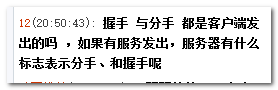 12(20:50:43): 握手 与分手 都是客户端发
出的吗 ，如果有服务发出，服务器有什么
标志表示分手、和握手呢